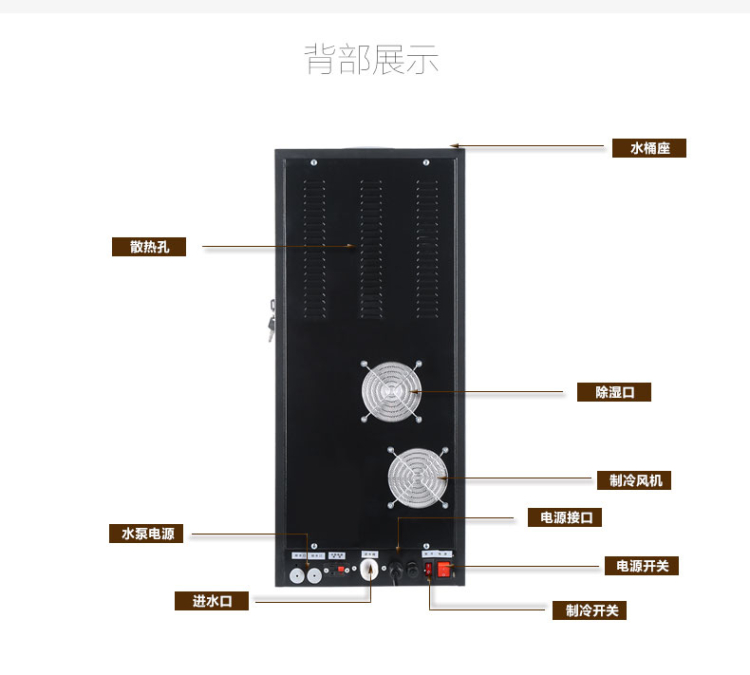 背部展示
水桶座
散热孔
除湿口
制冷风机
电源接口
水泵电源
电源开关
进水口
制冷开关